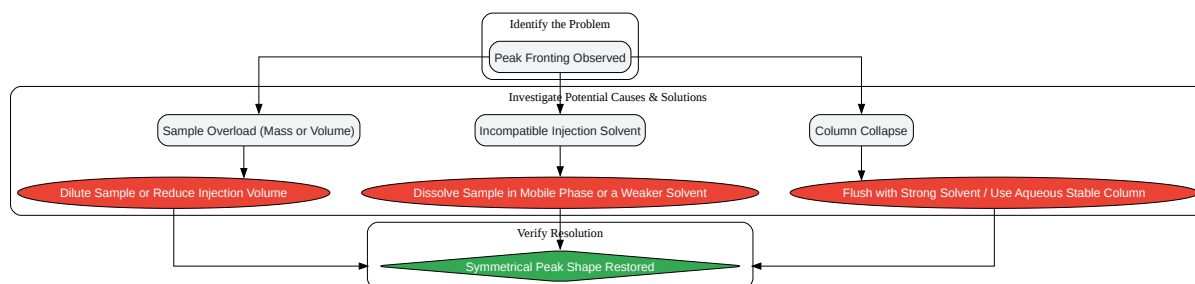 Identify the Problem
Peak Fronting Observed
Investigate Potential Causes & Solutions
Sample Overload (Mass or Volume)
Incompatible Injection Solvent
Column Collapse
Dilute Sample or Reduce Injection Volume
Dissolve Sample in Mobile Phase or a Weaker Solvent
Flush with Strong Solvent / Use Aqueous Stable Column
Verify Resolution
Symmetrical Peak Shape Restored